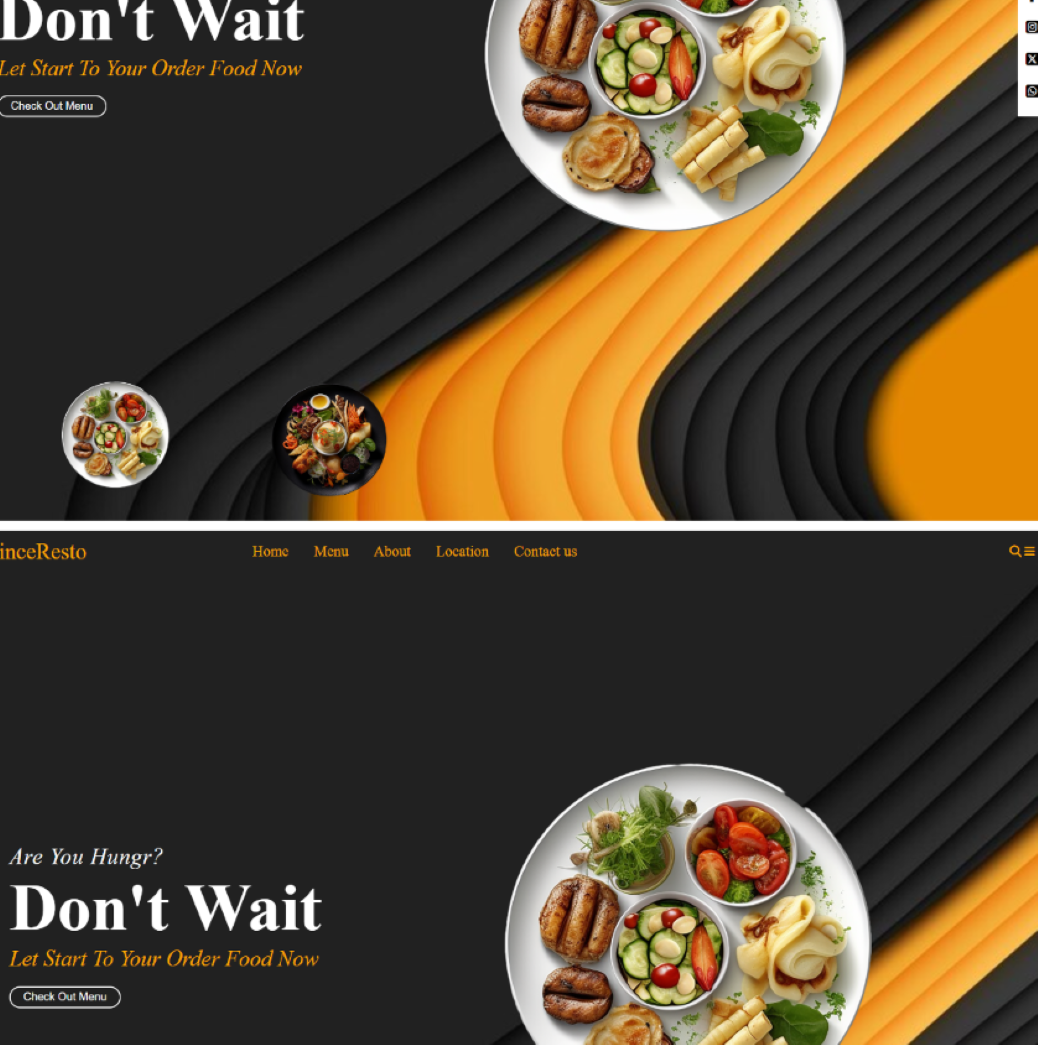 Don't Wait
Let Start To Your Order Food Now
Check Out Menu
inceResto
Home Menu About Location Contact us
Are You Hungr?
Don't Wait
Let Start To Your Order Food Now
Check Out Menu